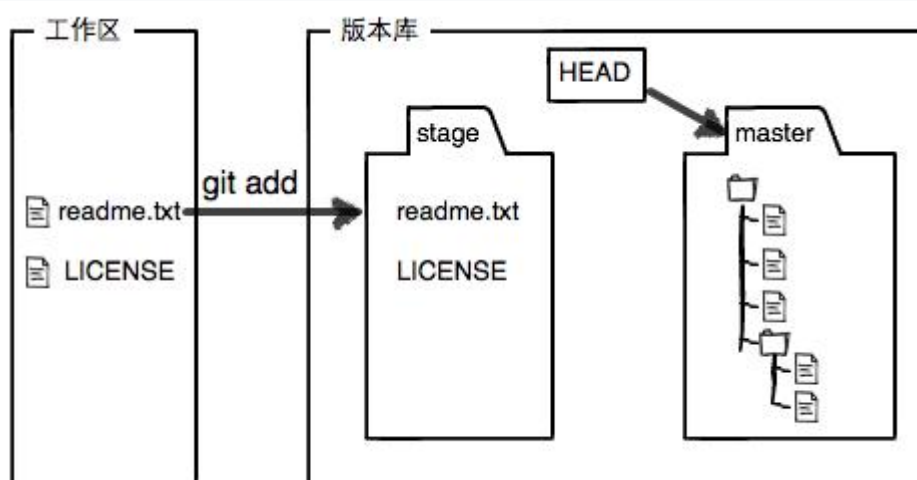 工作区
版本库
HEAD
stage
master
git add
readme.txt
readme.txt
LICENSE
LICENSE